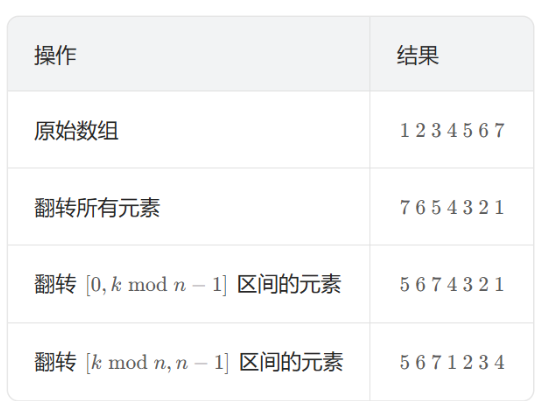 操作 结果
原始数组 1 2 3 4 5 6 7
翻转所有元素 7 6 5 4 3 2 1
翻转 [0, k mod n − 1] 区间的元素 5 6 7 4 3 2 1
翻转 [k mod n, n − 1] 区间的元素 5 6 7 1 2 3 4